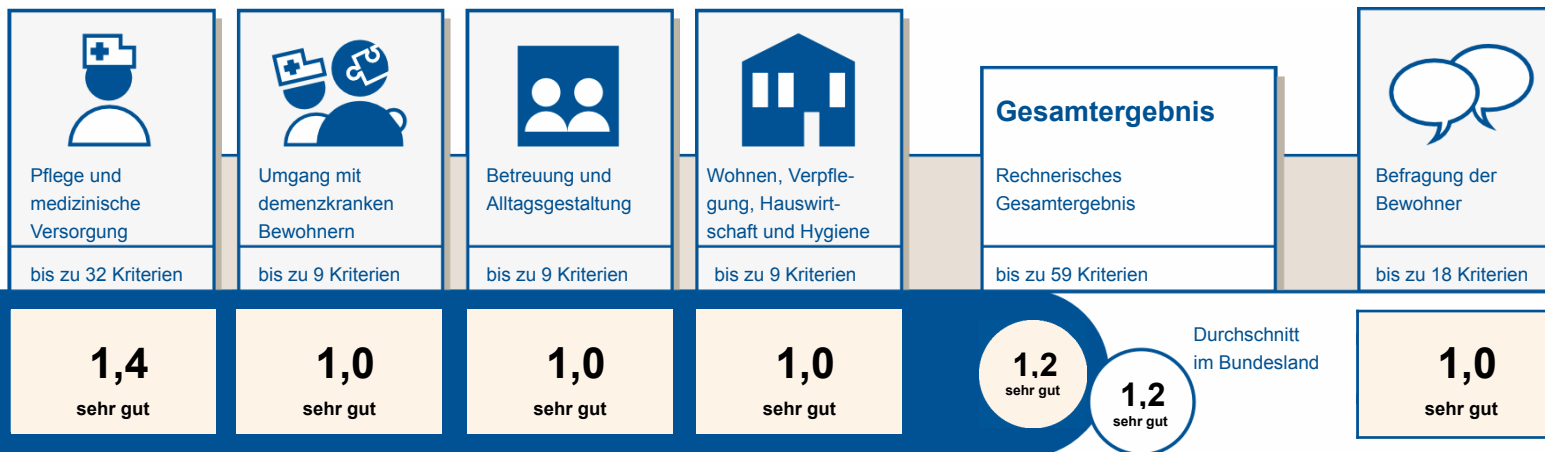 Pflege und
medizinische
Versorgung
bis zu 32 Kriterien
1,4
sehr gut
Umgang mit
demenzkranken
Bewohnern
bis zu 9 Kriterien
1,0
sehr gut
Betreuung und
Alltagsgestaltung
bis zu 9 Kriterien
1,0
sehr gut
Wohnen, Verpfle-
gung, Hauswirt-
schaft und Hygiene
bis zu 9 Kriterien
1,0
sehr gut
Gesamtergebnis
Rechnerisches
Gesamtergebnis
bis zu 59 Kriterien
1,2
sehr gut
Durchschnitt
im Bundesland
1,2
sehr gut
Befragung der
Bewohner
bis zu 18 Kriterien
1,0
sehr gut